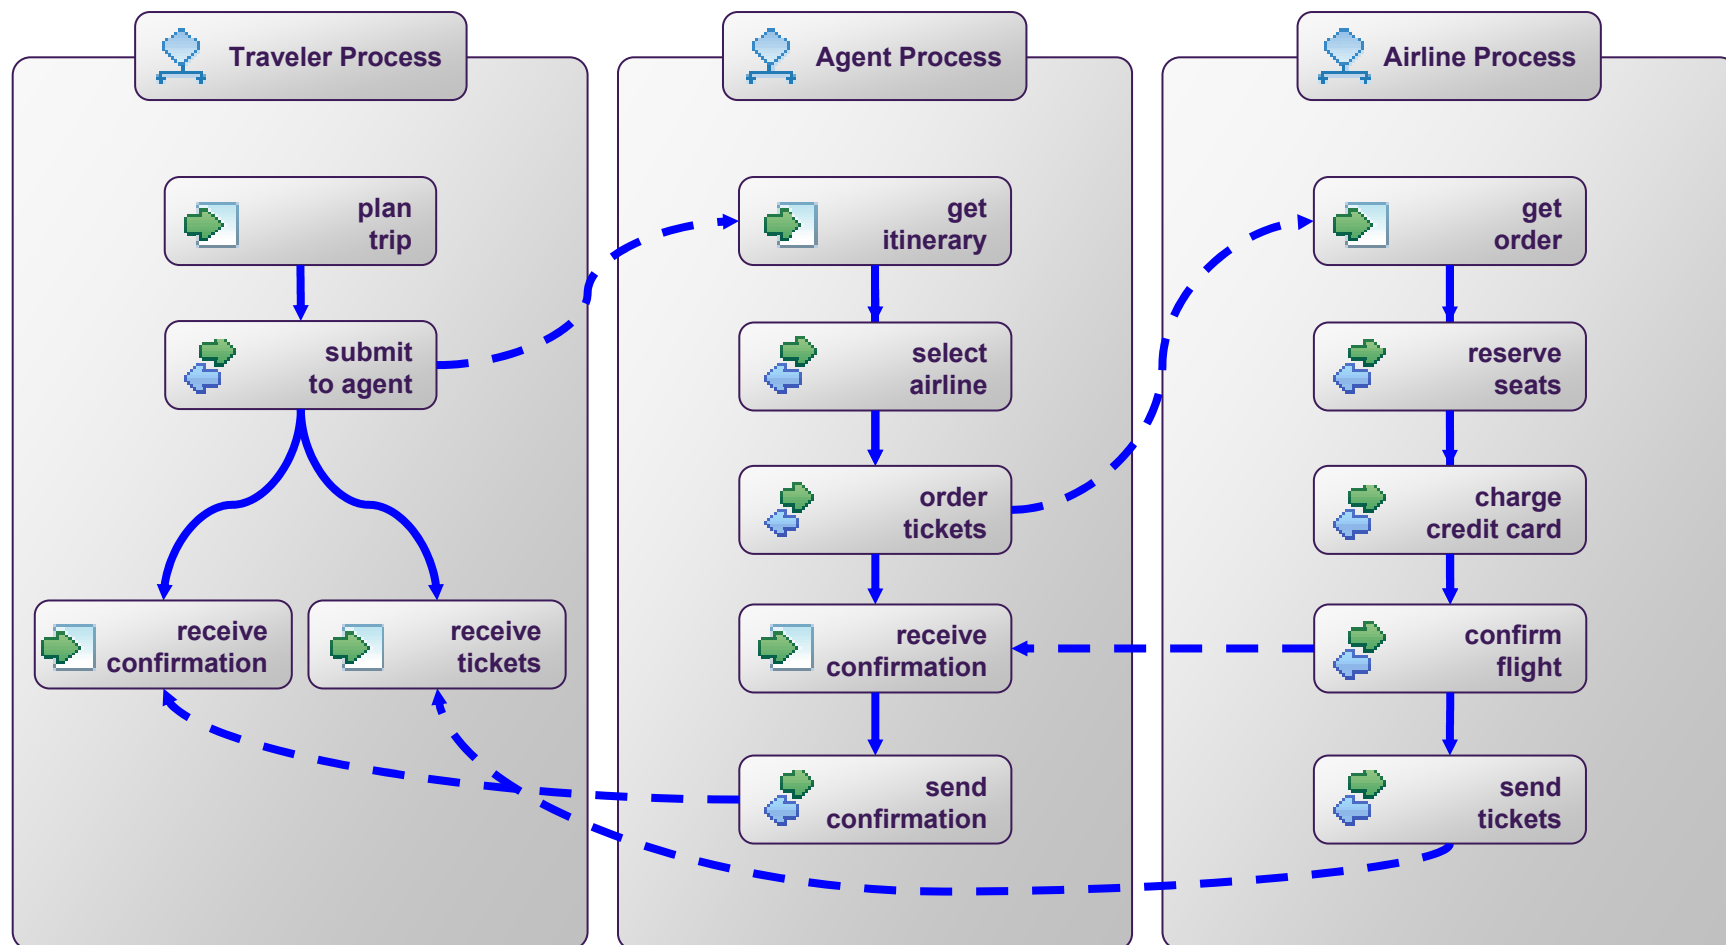 Traveler Process
Agent Process
Airline Process
plan
trip
submit
to agent
receive
confirmation
receive
tickets
get
itinerary
select
airline
order
tickets
receive
confirmation
send
confirmation
get
order
reserve
seats
charge
credit card
confirm
flight
send
tickets